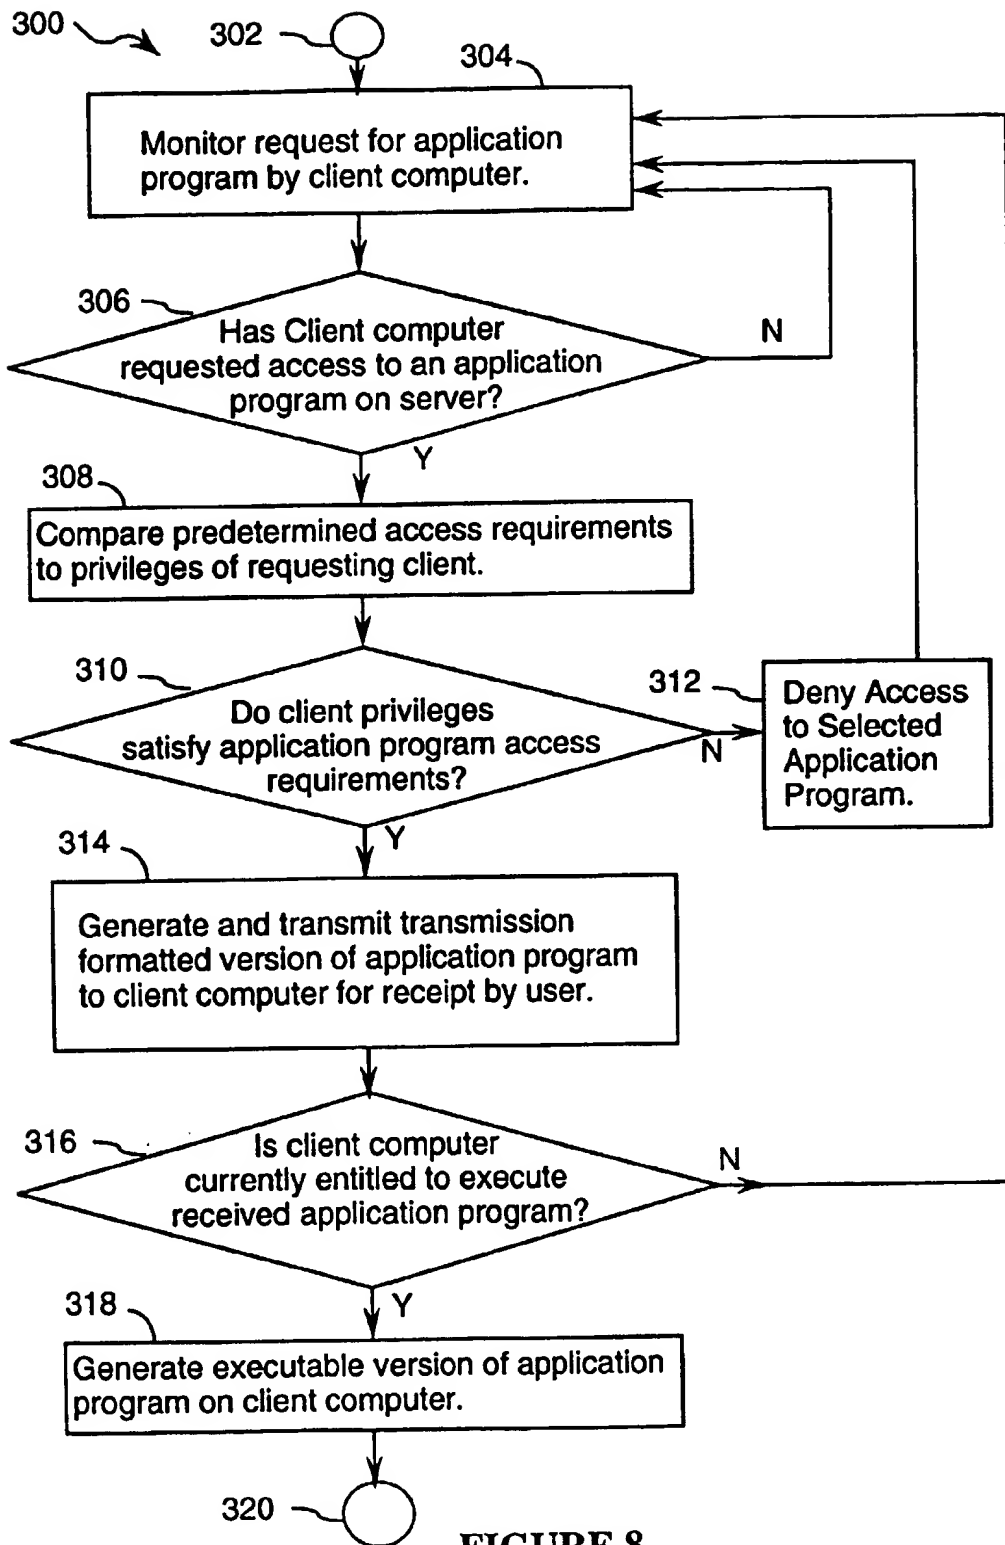 300
302
304
Monitor request for application
program by client computer.
306
Has Client computer
requested access to an application
program on server?
N
Y
308
Compare predetermined access requirements
to privileges of requesting client.
310
Do client privileges
satisfy application program access
requirements?
N
312
Deny Access
to Selected
Application
Program.
Y
314
Generate and transmit transmission
formatted version of application program
to client computer for receipt by user.
316
Is client computer
currently entitled to execute
received application program?
N
Y
318
Generate executable version of application
program on client computer.
320
FIGURE 8